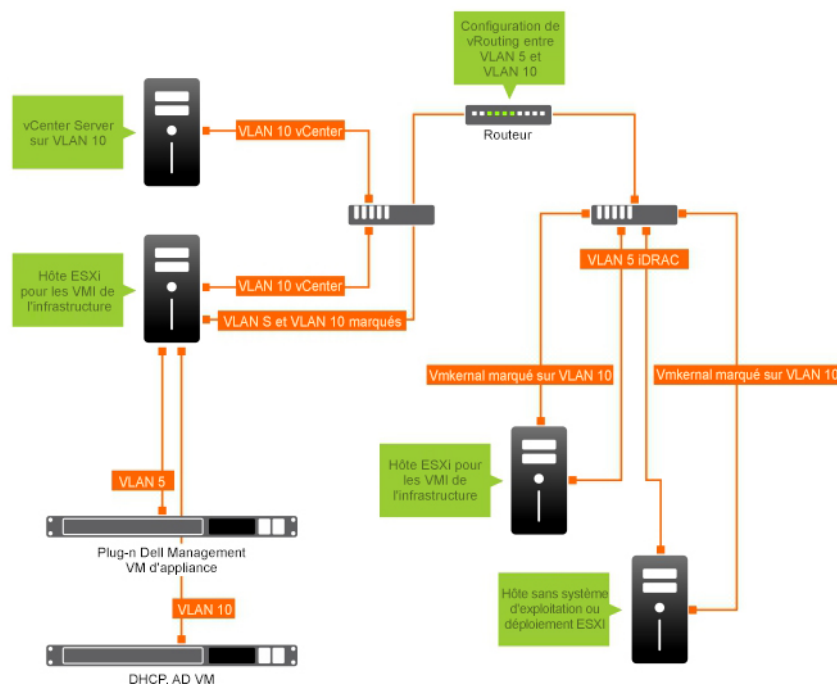 Configuration de
vRouting entre
VLAN 5 et
VLAN 10
Routeur
vCenter Server
sur VLAN 10
VLAN 10 vCenter
Hôte ESXi
pour les VMI de
l'infrastructure
VLAN 10 vCenter
VLAN S et VLAN 10 marqués
VLAN 5 iDRAC
Vmkernal marqué sur VLAN 10
Vmkernal marqué sur VLAN 10
Hôte ESXi pour
les VMI de
l'infrastructure
VLAN 5
Plug-n Dell Management
VM d'appliance
VLAN 10
Hôte sans système
d'exploitation ou
déploiement ESXI
DHCP, AD VM